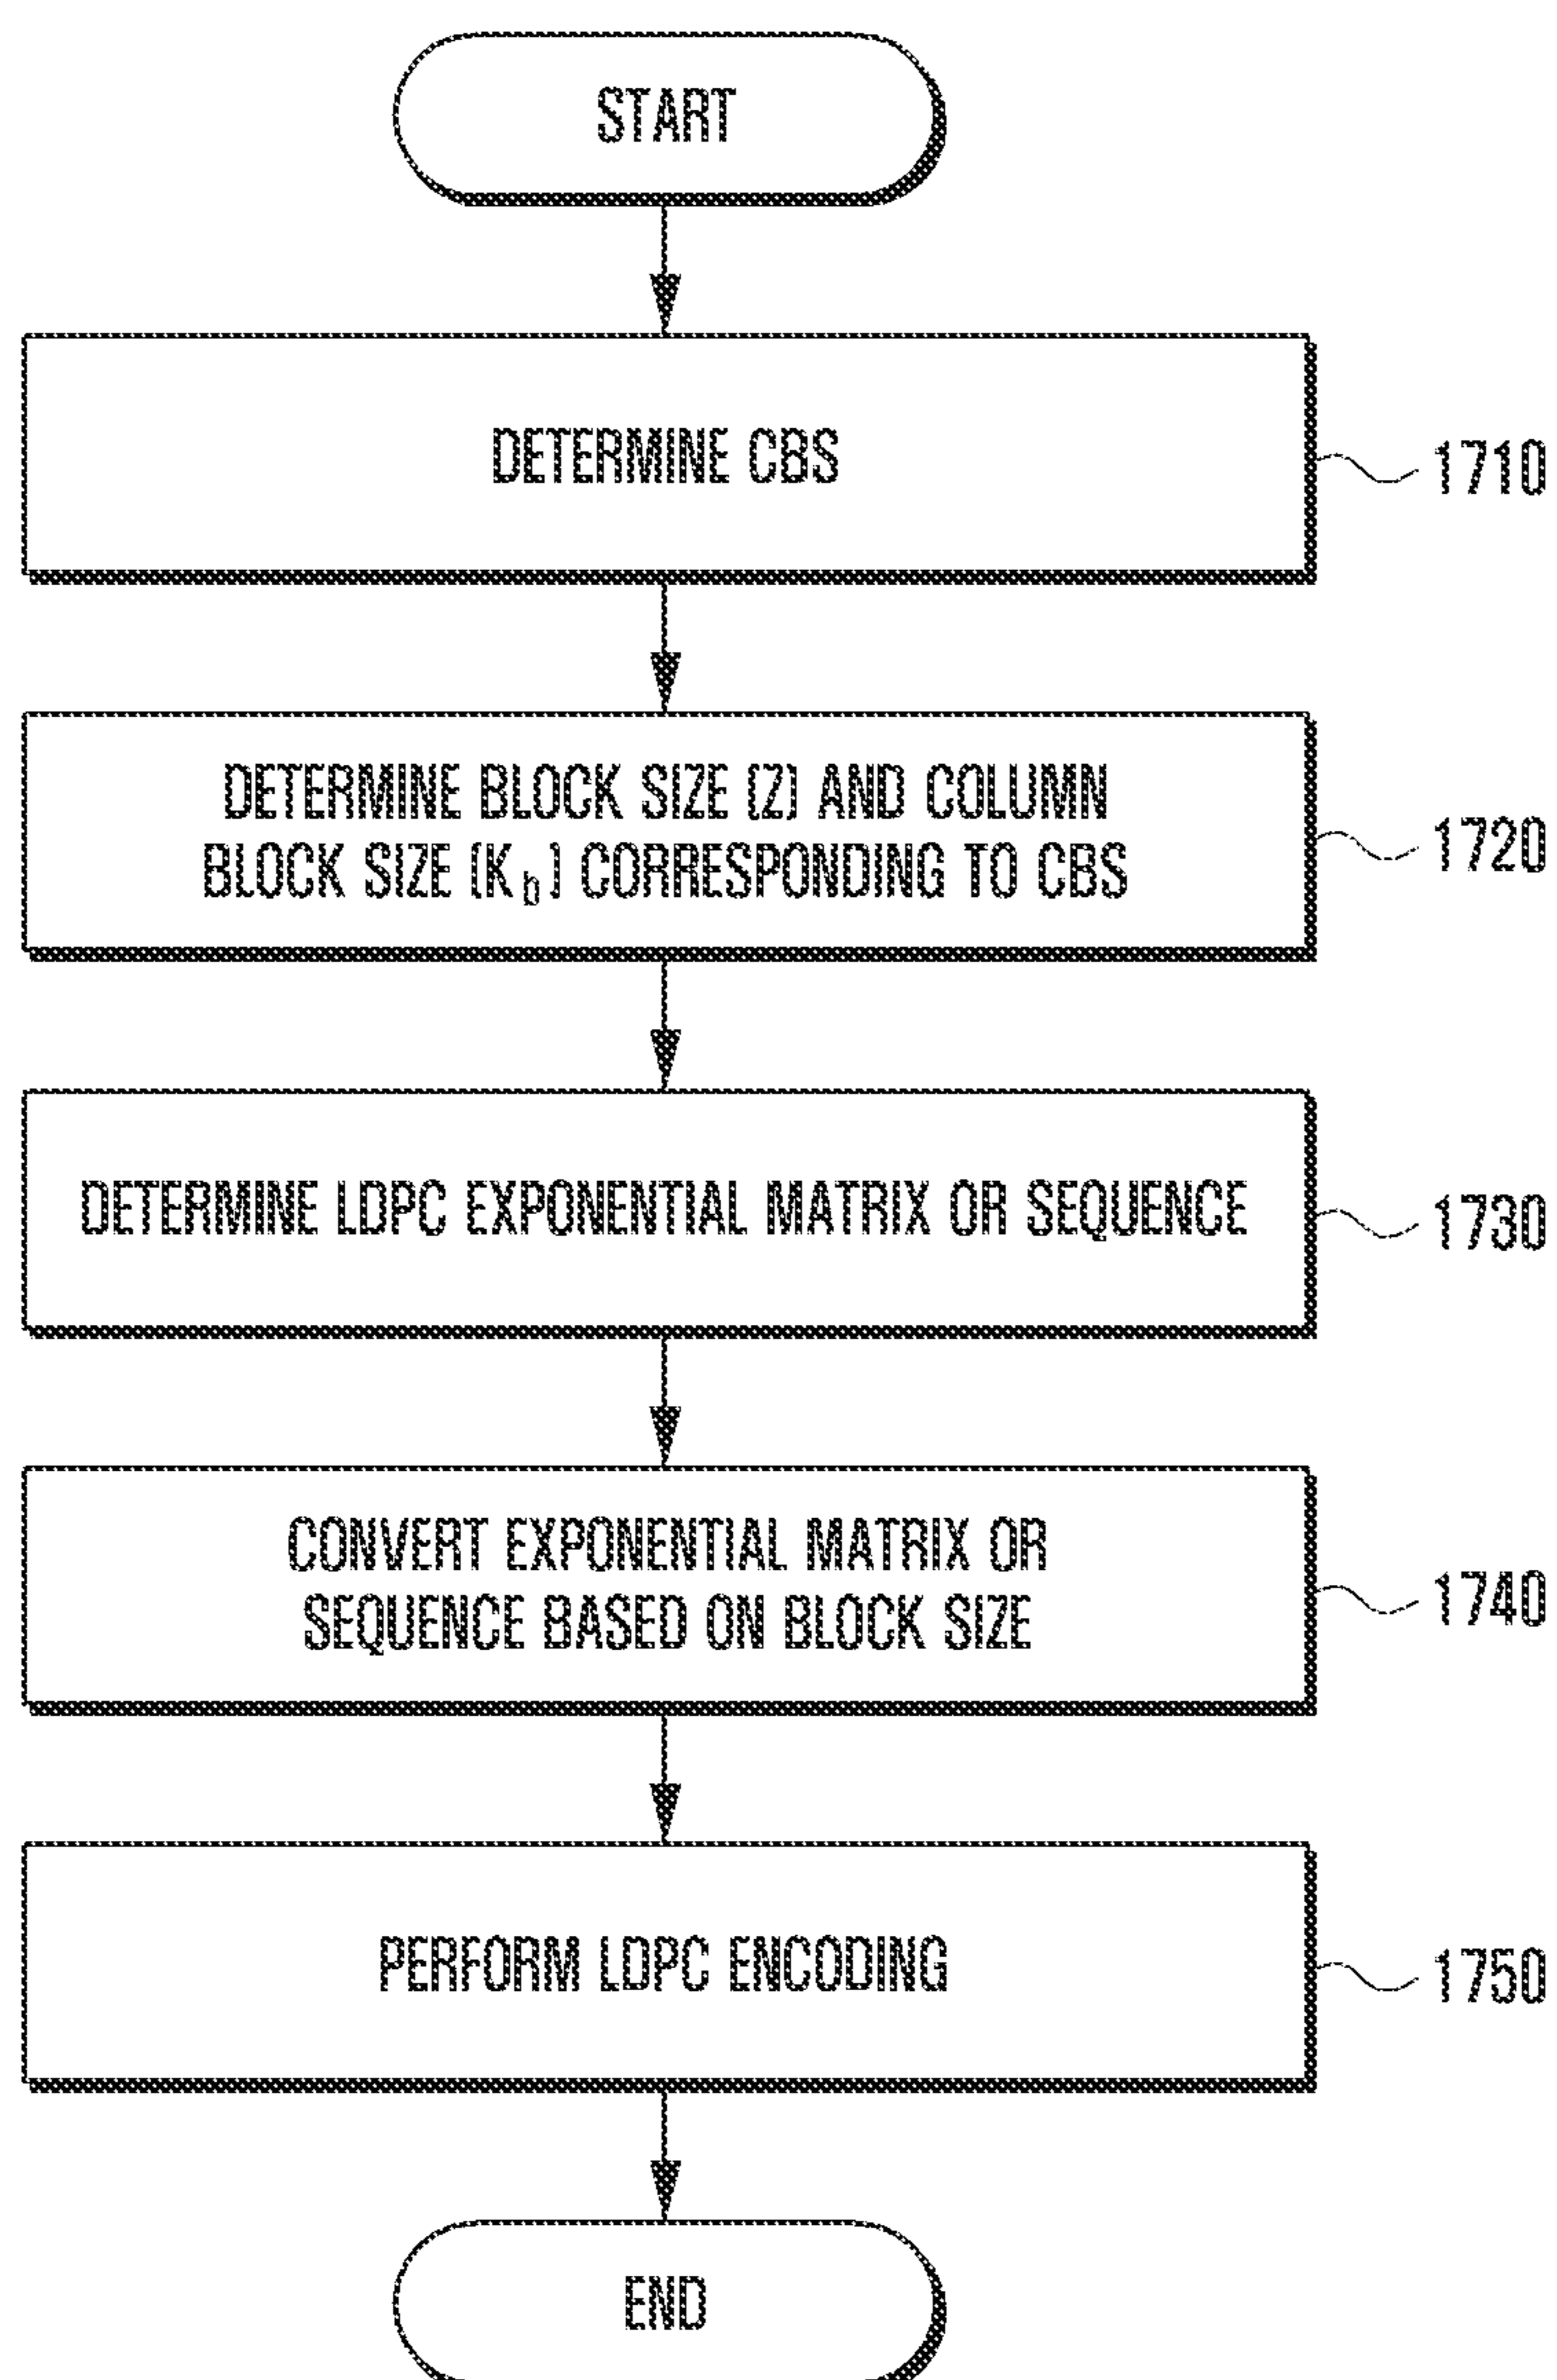 START
DETERMINE CBS
1710
DETERMINE BLOCK SIZE (Z) AND COLUMN
BLOCK SIZE (Kb) CORRESPONDING TO CBS
1720
DETERMINE LDPC EXPONENTIAL MATRIX OR SEQUENCE
1730
CONVERT EXPONENTIAL MATRIX OR
SEQUENCE BASED ON BLOCK SIZE
1740
PERFORM LDPC ENCODING
1750
END